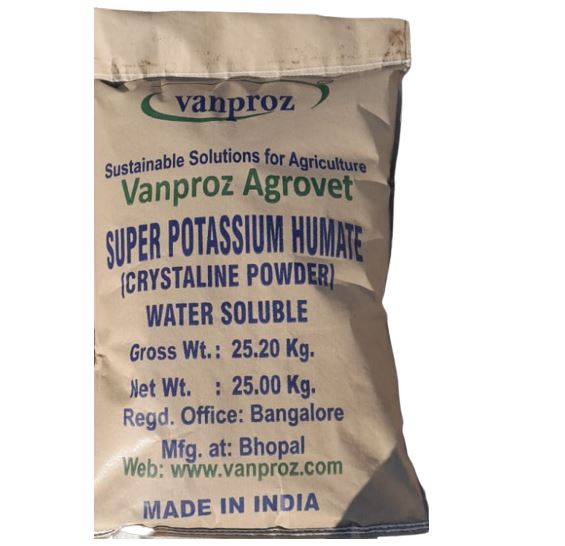 vanproz
Sustainable Solutions for Agriculture
Vanproz Agrovet
SUPER POTASSIUM HUMATE
(CRYSTALINE POWDER)
WATER SOLUBLE
Gross Wt. : 25.20 Kg.
Net Wt. : 25.00 Kg.
Regd. Office: Bangalore
Mfg. at: Bhopal
Web: www.vanproz.com
MADE IN INDIA